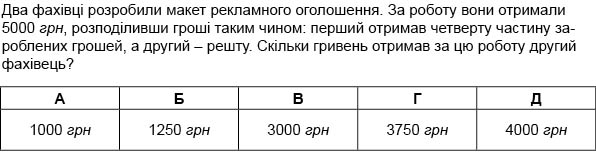 Два фахівці розробили макет рекламного оголошення. За роботу вони отримали
5000 грн, розподіливши гроші таким чином: перший отримав четверту частину за-
роблених грошей, а другий – решту. Скільки гривень отримав за цю роботу другий
фахівець?
А Б В Г Д
1000 грн 1250 грн 3000 грн 3750 грн 4000 грн